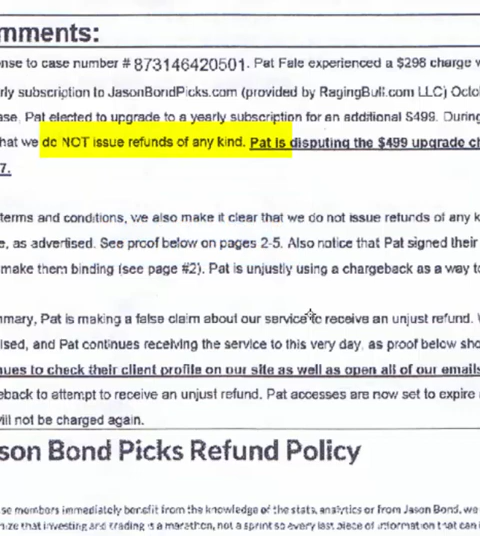 mments:
nse to case number # 873146420501. Pat Fale experienced a $298 charge w
rly subscription to JasonBondPicks.com (provided by RagingBull.com LLC) Octo
ase, Pat elected to upgrade to a yearly subscription for an additional $499. During
hat we do NOT issue refunds of any kind. Pat is disputing the $499 upgrade ch
7.
terms and conditions, we also make it clear that we do not issue refunds of any k
e, as advertised. See proof below on pages 2-5. Also notice that Pat signed their
make them binding (see page #2). Pat is unjustly using a chargeback as a way to
mmary, Pat is making a false claim about our service to receive an unjust refund. V
ised, and Pat continues receiving the service to this very day, as proof below sho
nues to check their client profile on our site as well as open all of our emails
eback to attempt to receive an unjust refund. Pat accesses are now set to expire
ill not be charged again.
son Bond Picks Refund Policy
se members immediately benefit from the knowledge of the stats, analytics or from Jason Bond, we
nize that investing and trading is a marathon, not a sprint so every last piece of information that can